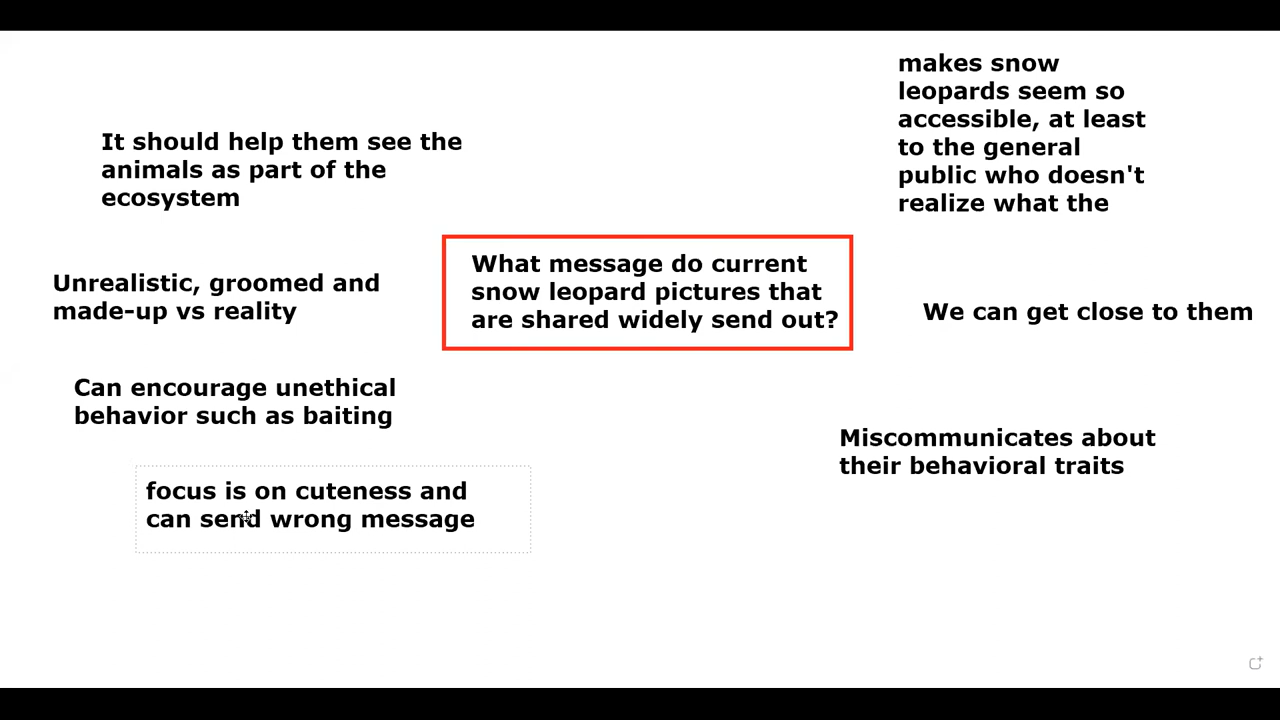 makes snow
leopards seem so
accessible, at least
to the general
public who doesn't
realize what the
It should help them see the
animals as part of the
ecosystem
What message do current
snow leopard pictures that
are shared widely send out?
Unrealistic, groomed and
made-up vs reality
We can get close to them
Can encourage unethical
behavior such as baiting
Miscommunicates about
their behavioral traits
focus is on cuteness and
can send wrong message